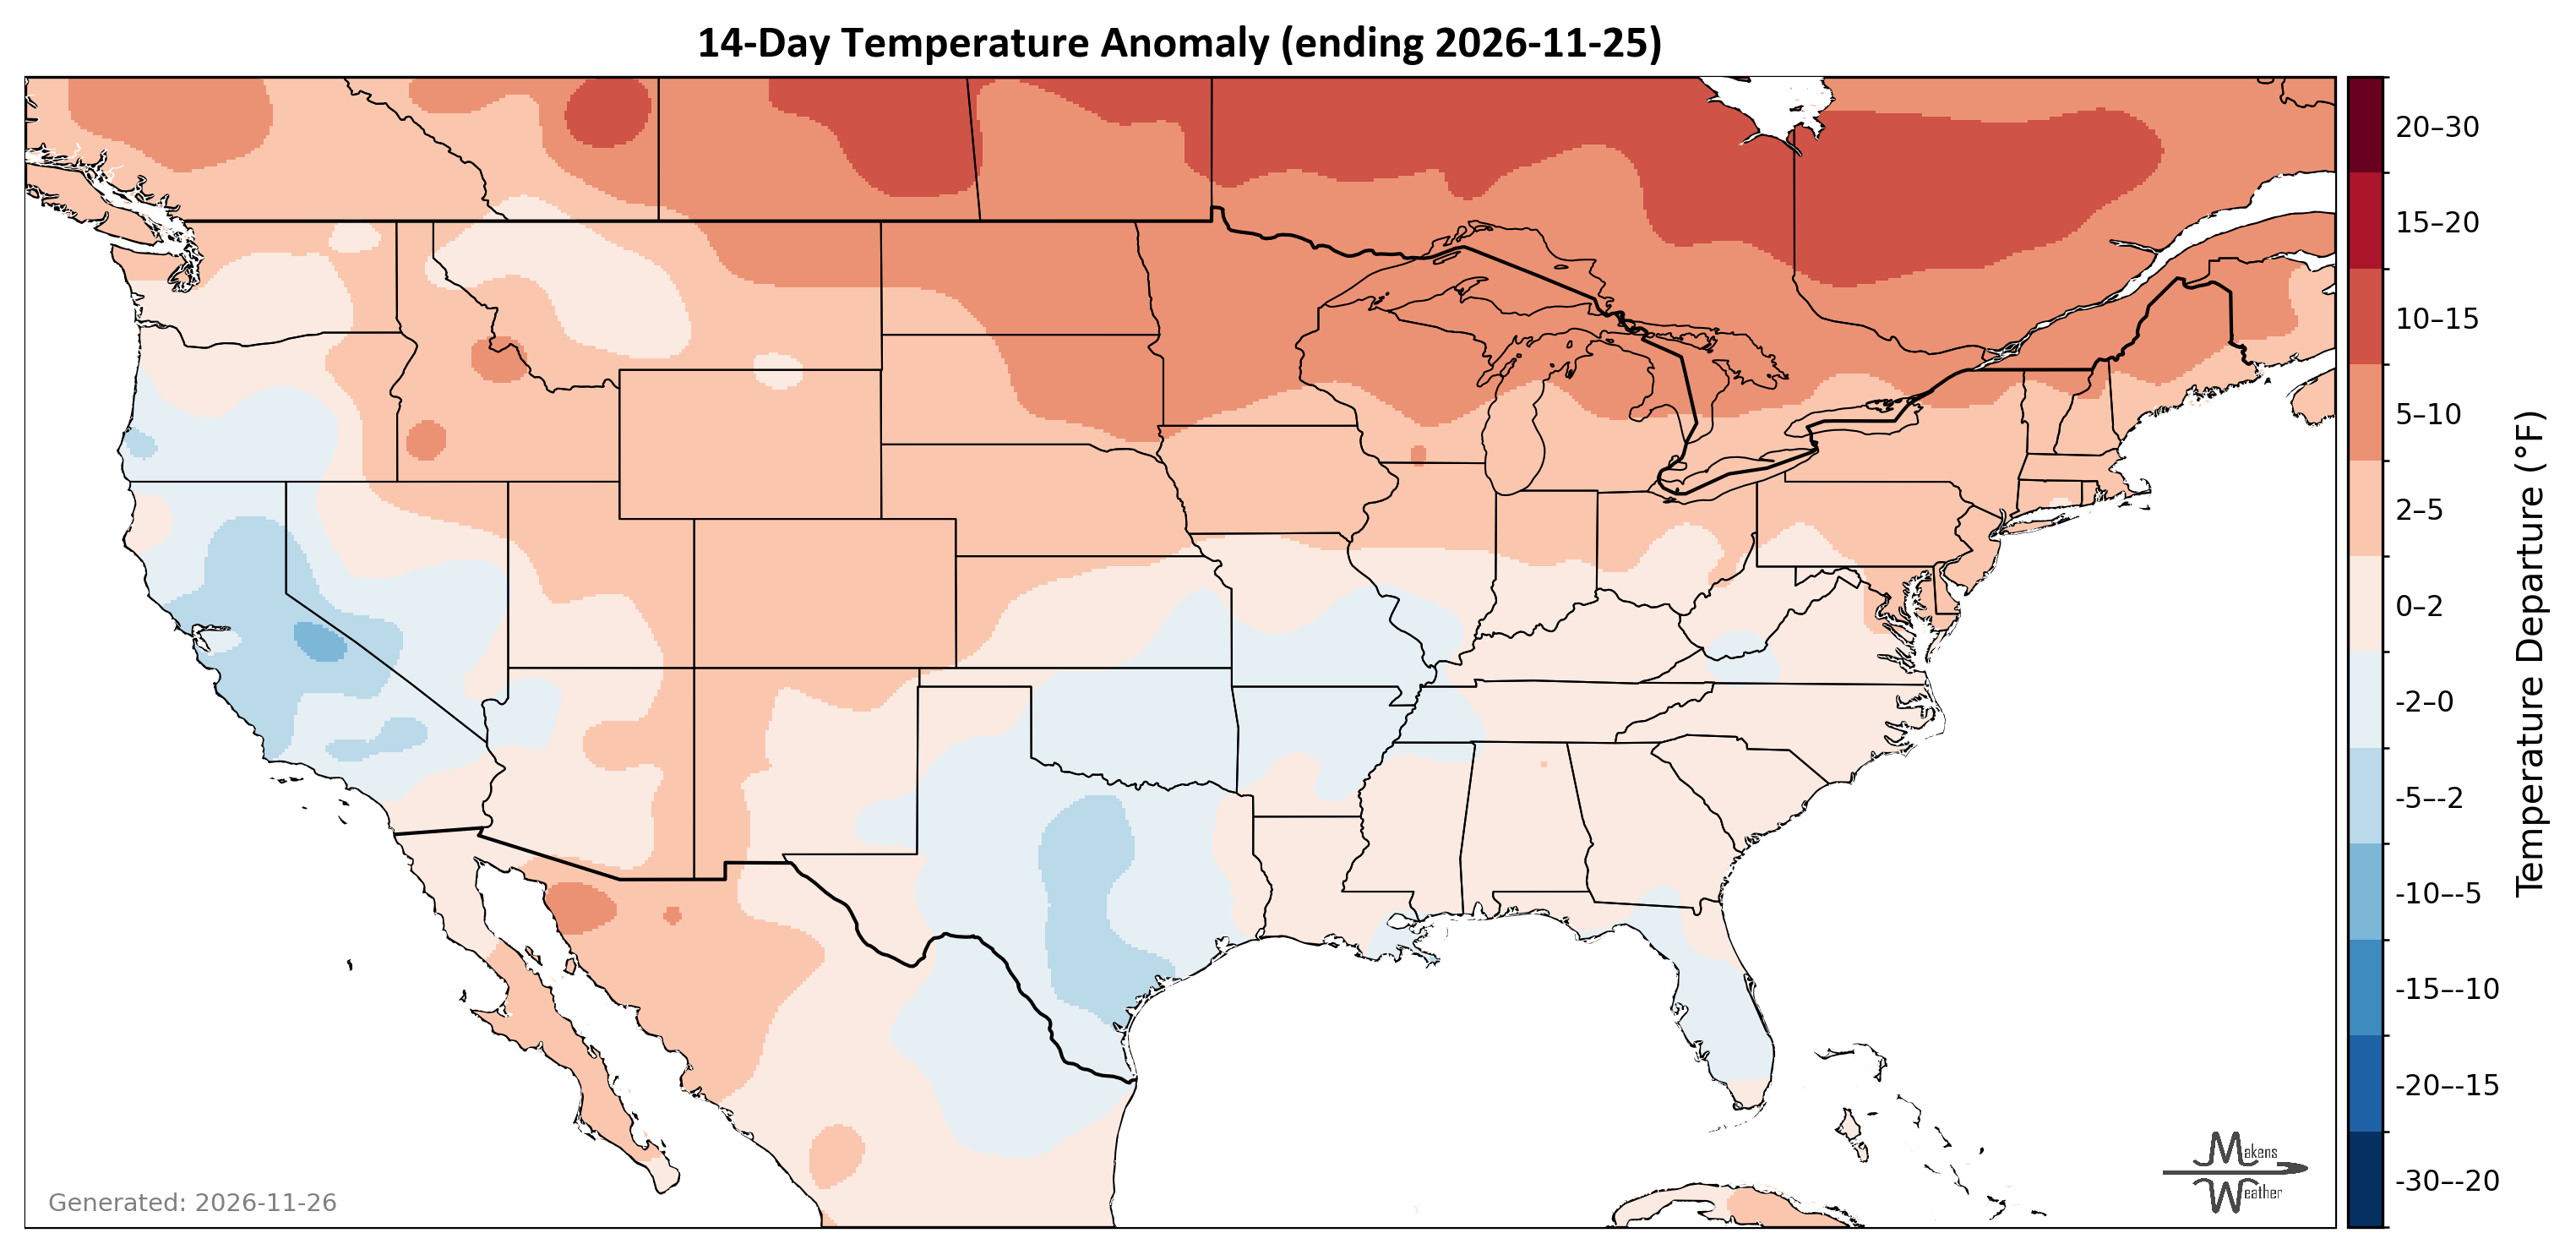 14-Day Temperature Anomaly (ending 2026-11-25)
20–30
15–20
10–15
5–10
2–5
0–2
-2–0
-5–-2
-10–-5
-15–-10
-20–-15
-30–-20
Temperature Departure (°F)
Makens
Weather
Generated: 2026-11-26